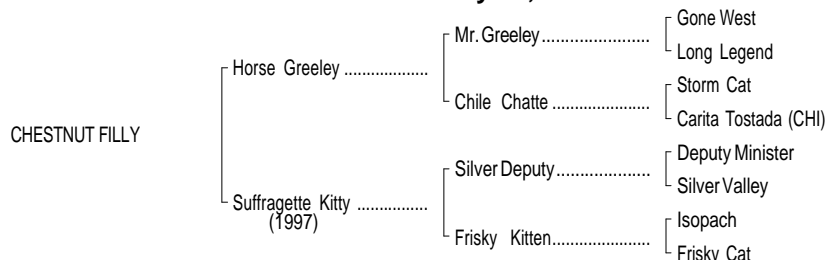 Gone West
Mr. Greeley.......................
Long Legend
Horse Greeley ...................
Storm Cat
Chile Chatte .....................
Carita Tostada (CHI)
CHESTNUT FILLY
Deputy Minister
Silver Deputy....................
Silver Valley
Suffragette Kitty ................
(1997)
Isopach
Frisky Kitten.....................
Frisky Cat